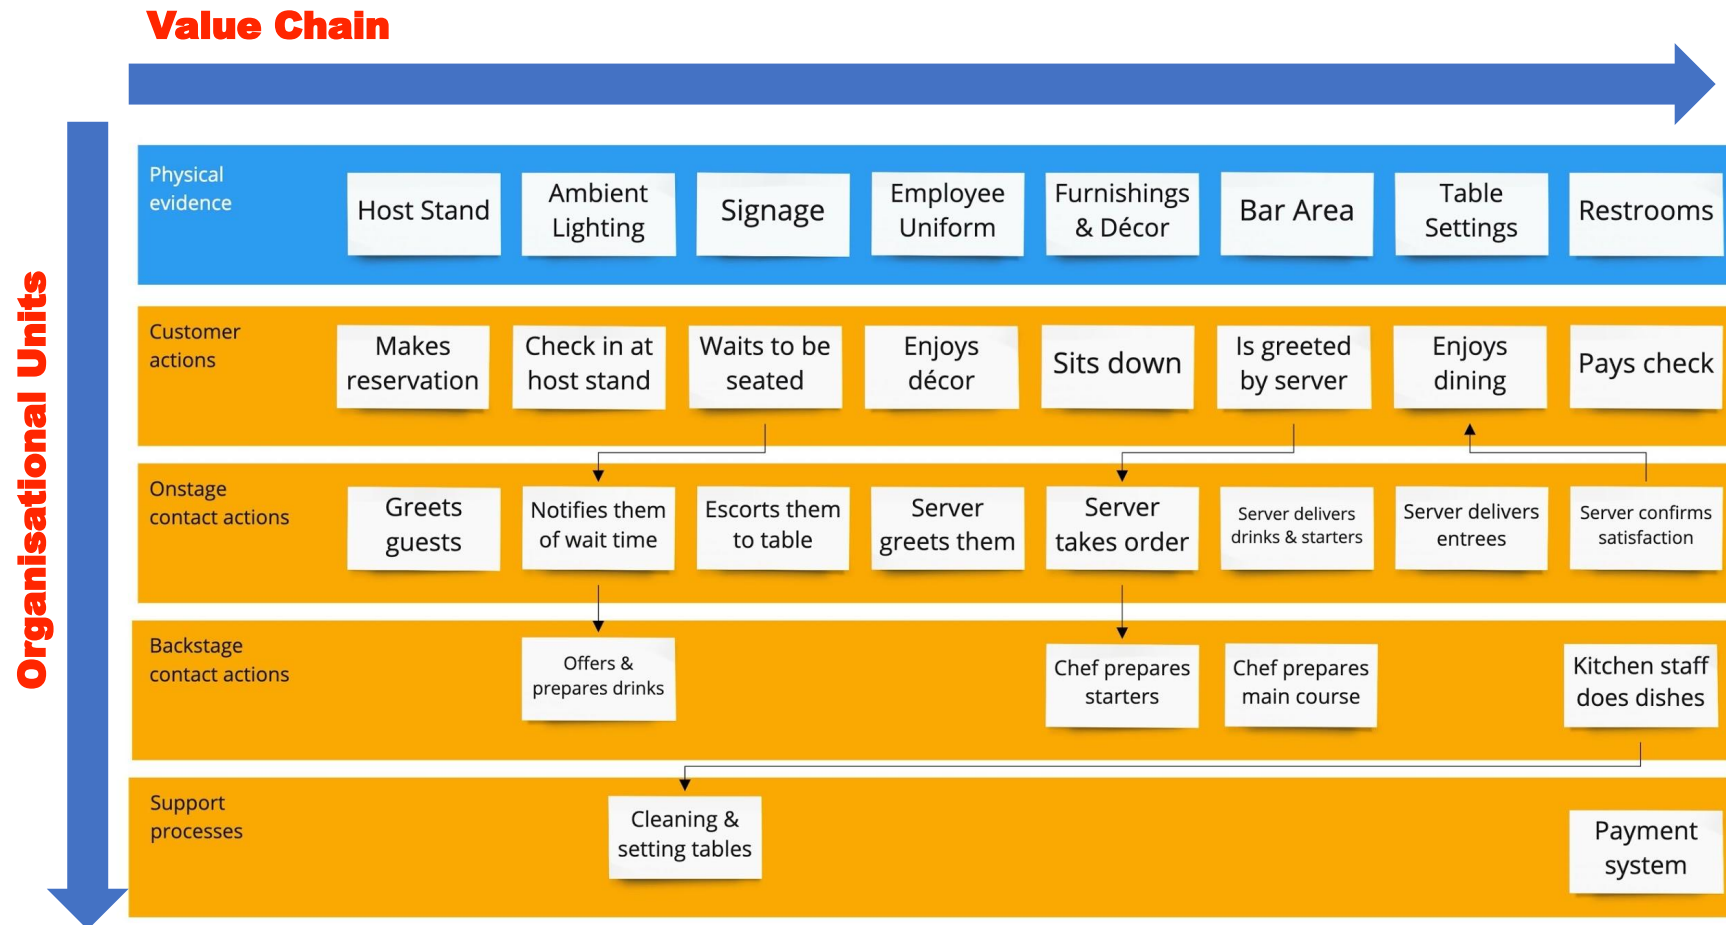 Value Chain
Organisational Units
Physical
evidence
Host Stand
Ambient
Lighting
Signage
Employee
Uniform
Furnishings
& Décor
Bar Area
Table
Settings
Restrooms
Customer
actions
Makes
reservation
Check in at
host stand
Waits to be
seated
Enjoys
décor
Sits down
Is greeted
by server
Enjoys
dining
Pays check
Onstage
contact actions
Greets
guests
Notifies them
of wait time
Escorts them
to table
Server
greets them
Server
takes order
Server delivers
drinks & starters
Server delivers
entrees
Server confirms
satisfaction
Backstage
contact actions
Offers &
prepares drinks
Chef prepares
starters
Chef prepares
main course
Kitchen staff
does dishes
Support
processes
Cleaning &
setting tables
Payment
system